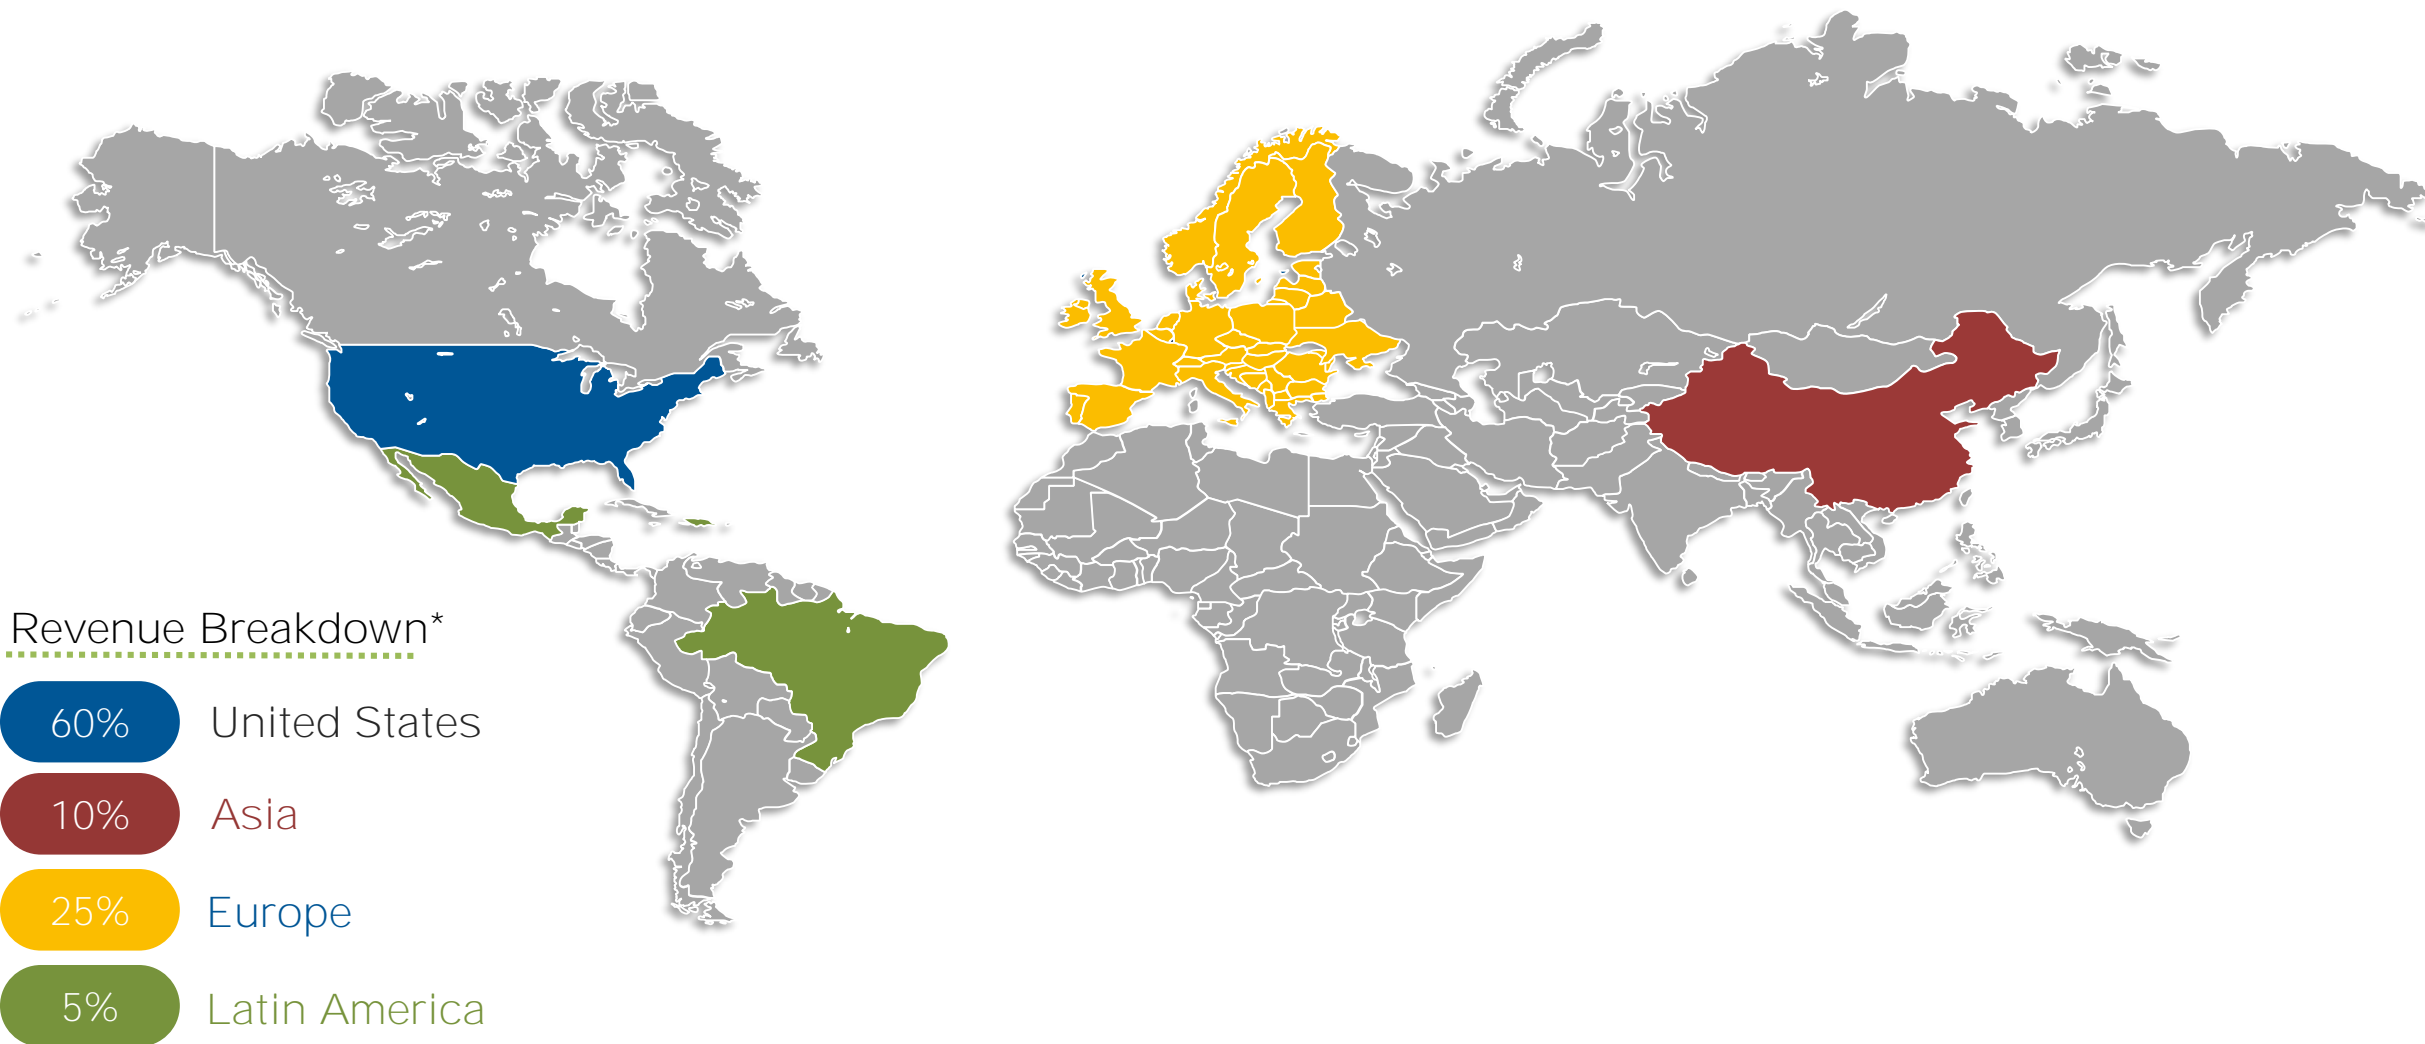 Revenue Breakdown*
60% United States
10% Asia
25% Europe
5% Latin America